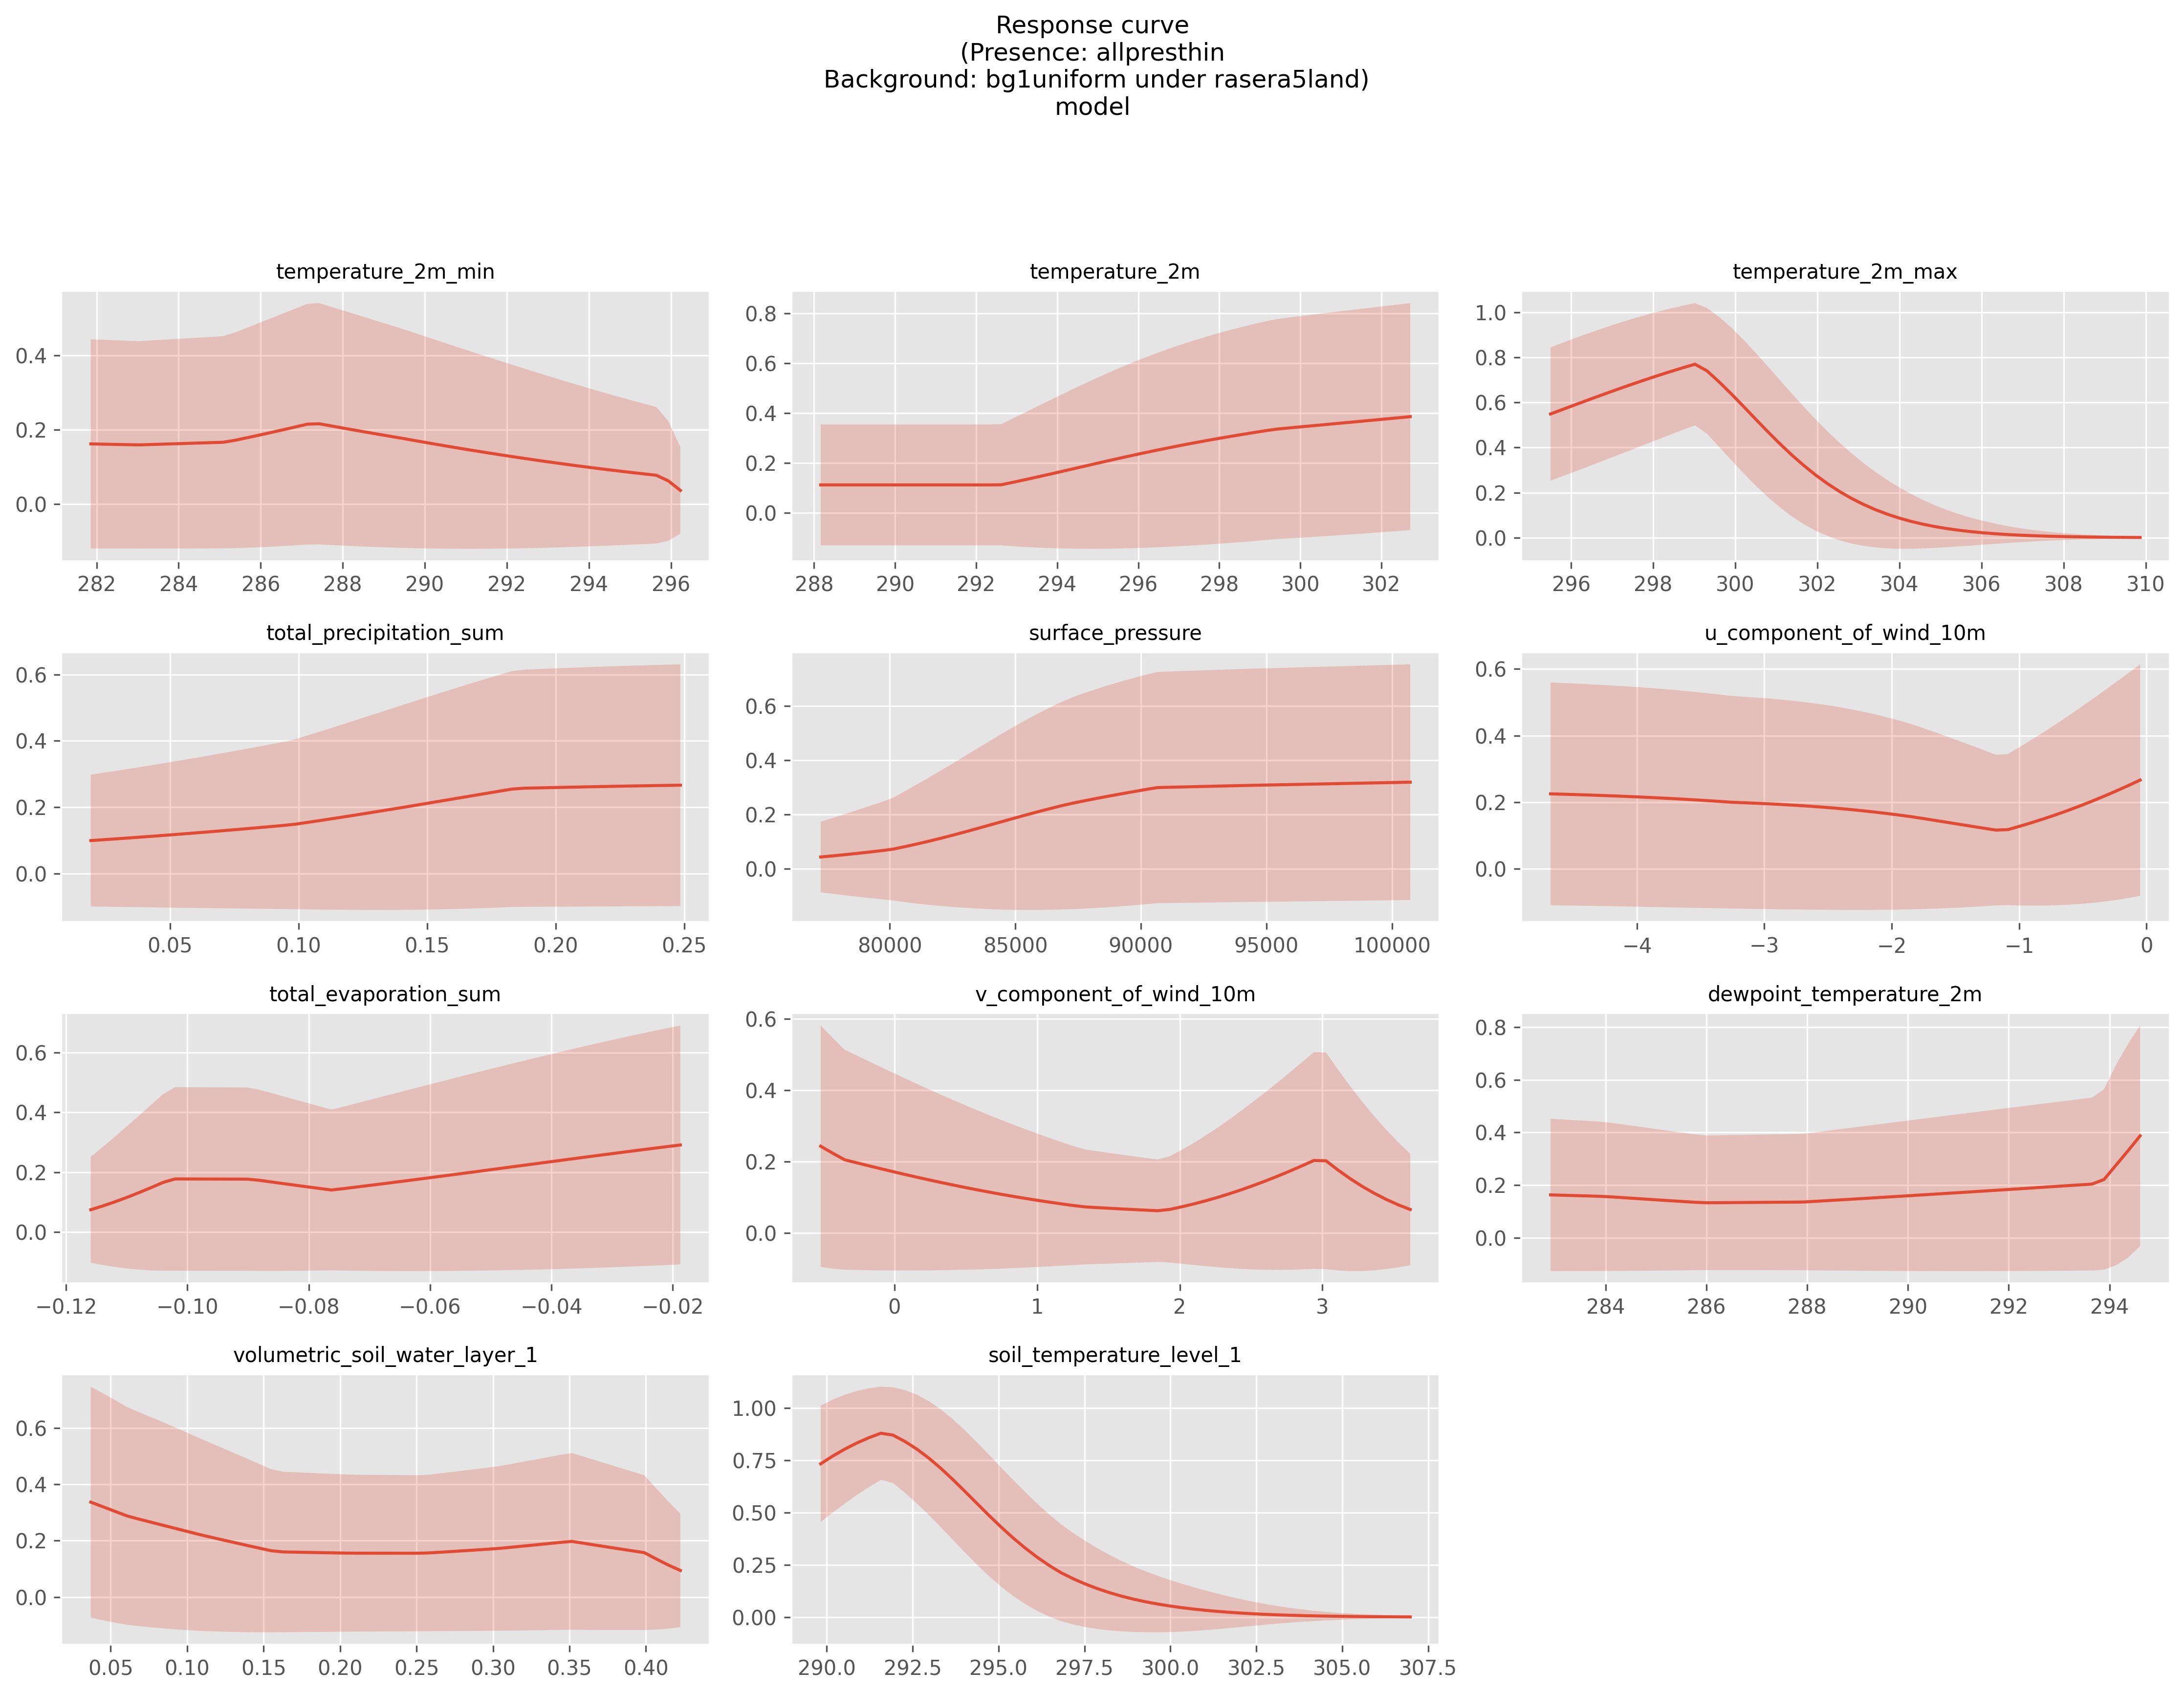 Response curve
(Presence: allpresthin
Background: bg1uniform under rasera5land)
model
temperature_2m_min
0.4
0.2
0.0
282 284 286 288 290 292 294 296
temperature_2m
0.8
0.6
0.4
0.2
0.0
288 290 292 294 296 298 300 302
temperature_2m_max
1.0
0.8
0.6
0.4
0.2
0.0
296 298 300 302 304 306 308 310
total_precipitation_sum
0.6
0.4
0.2
0.0
0.05 0.10 0.15 0.20 0.25
surface_pressure
0.6
0.4
0.2
0.0
80000 85000 90000 95000 100000
u_component_of_wind_10m
0.6
0.4
0.2
0.0
−4 −3 −2 −1 0
total_evaporation_sum
0.6
0.4
0.2
0.0
−0.12 −0.10 −0.08 −0.06 −0.04 −0.02
v_component_of_wind_10m
0.6
0.4
0.2
0.0
0 1 2 3
dewpoint_temperature_2m
0.8
0.6
0.4
0.2
0.0
284 286 288 290 292 294
volumetric_soil_water_layer_1
0.6
0.4
0.2
0.0
0.05 0.10 0.15 0.20 0.25 0.30 0.35 0.40
soil_temperature_level_1
1.00
0.75
0.50
0.25
0.00
290.0 292.5 295.0 297.5 300.0 302.5 305.0 307.5